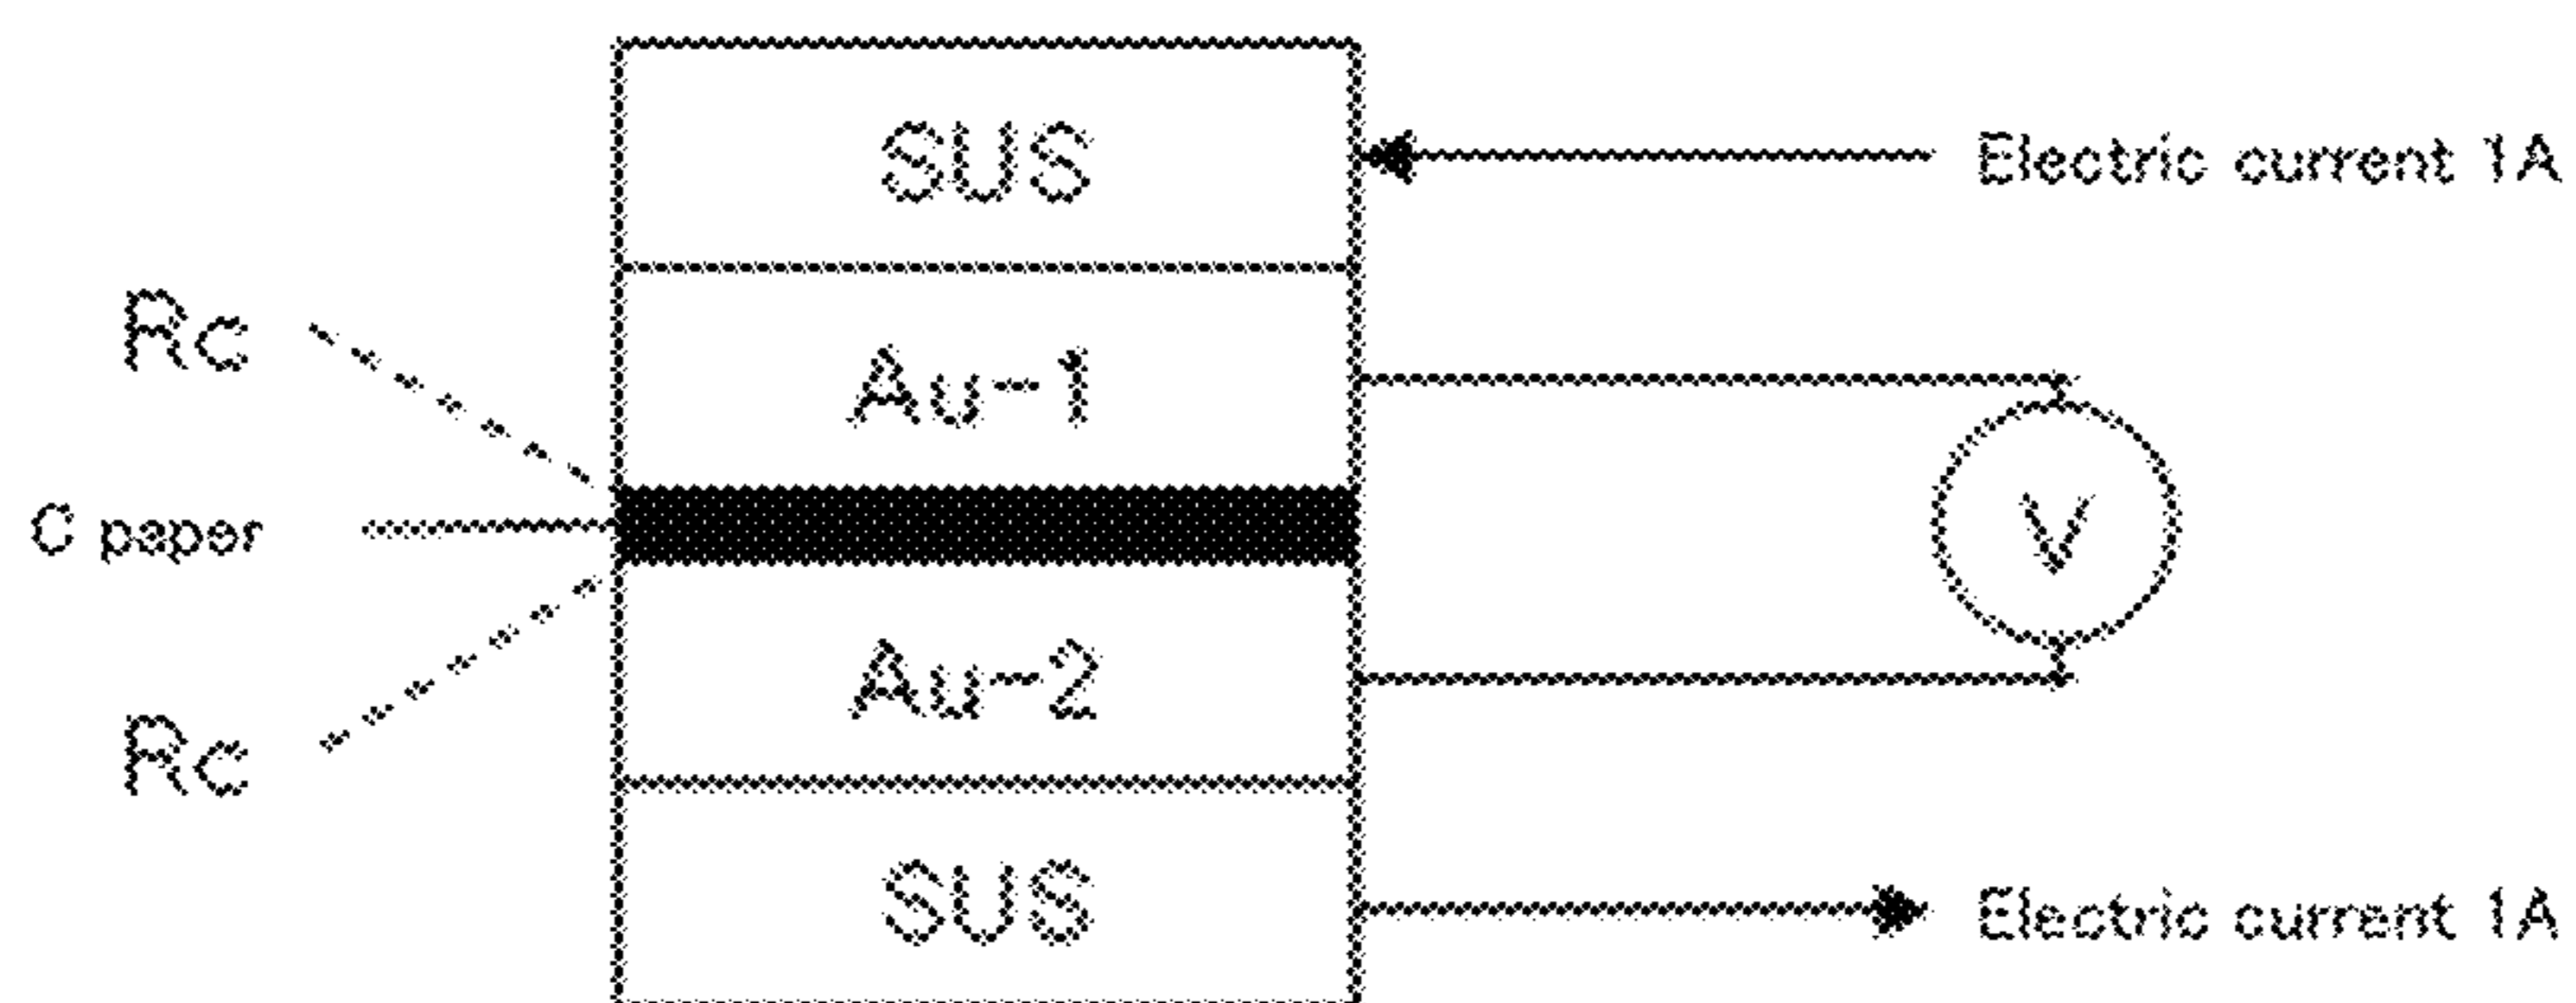 SUS
Electric current 1A
Rc
Au-1
C paper
V
Au-2
Rc
SUS
Electric current 1A